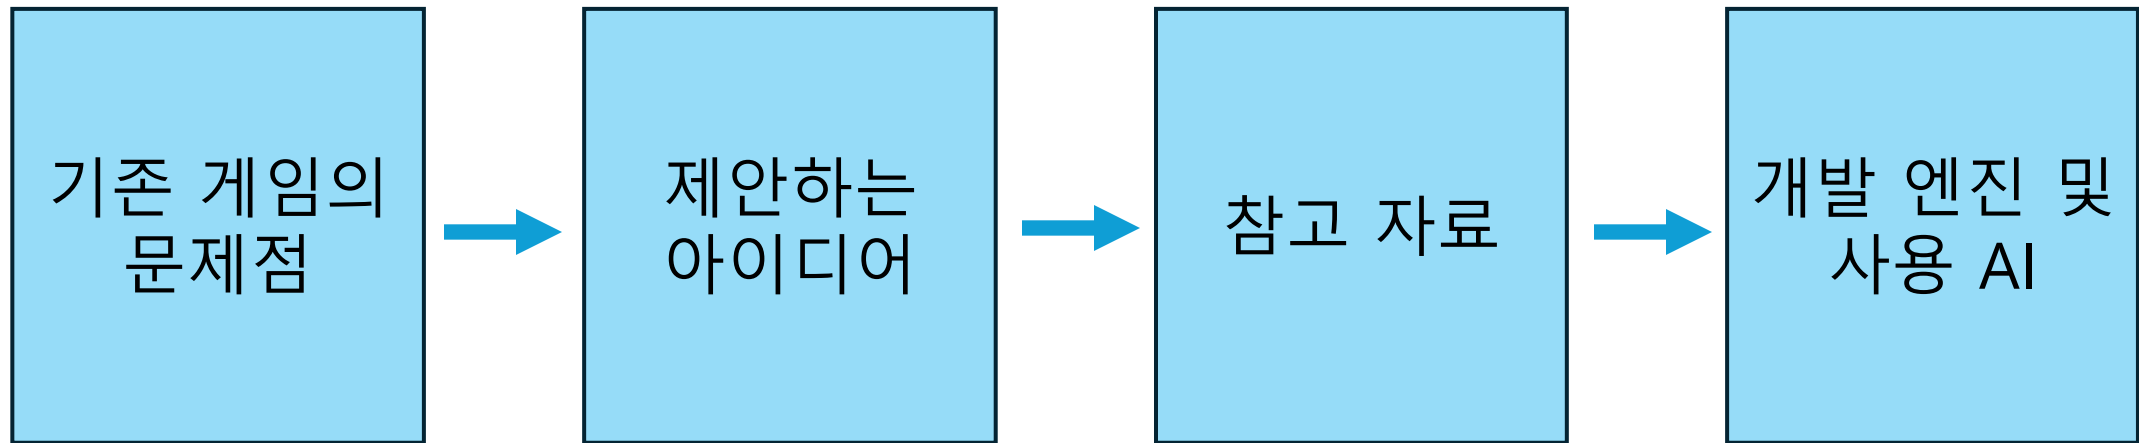 기존 게임의
문제점
제안하는
아이디어
참고 자료
개발 엔진 및
사용 AI